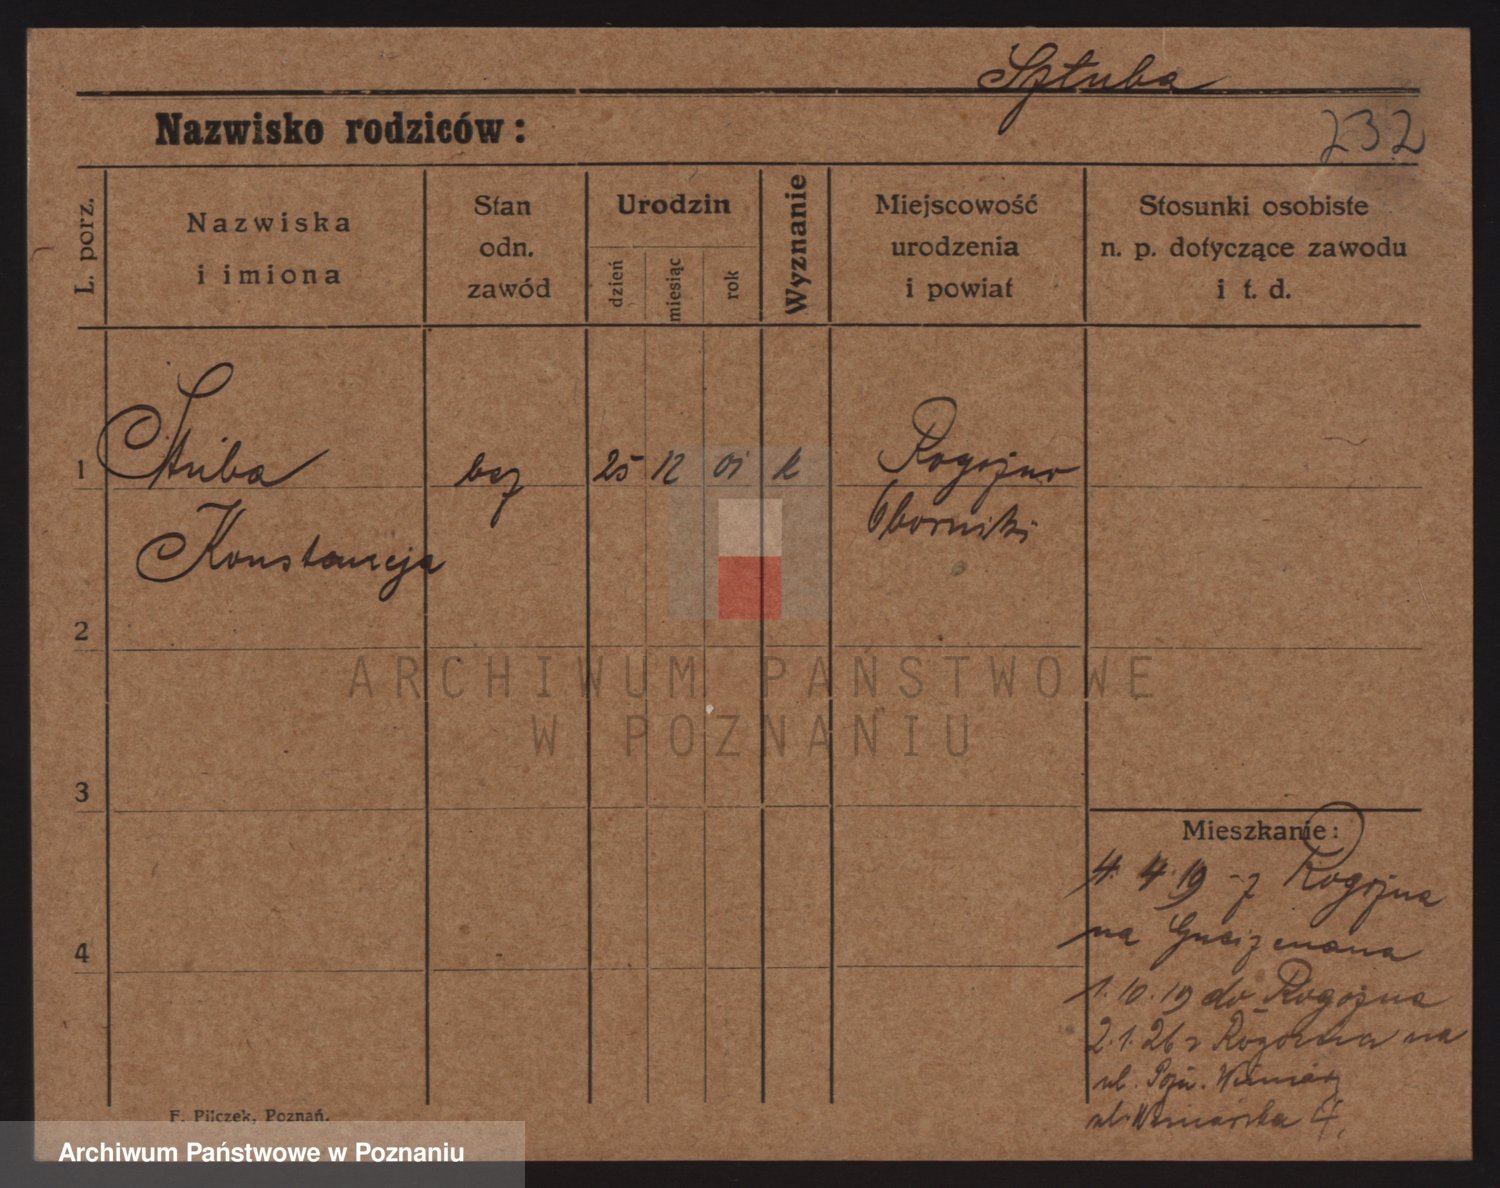 Sztuba
232
Nazwisko rodziców:
L. porz.
Nazwiska
i imiona
Stan
odn.
zawód
Urodzin
dzień
miesiąc
rok
Wyznanie
Miejscowość
urodzenia
i powiat
Stosunki osobiste
n. p. dotyczące zawodu
i t. d.
1
Stuba
Konstancja
bez
25 12 01 k
Rogoźno
Oborniki
2
ARCHIWUM PAŃSTWOWE
W POZNANIU
3
4
Mieszkanie:
4. 4. 19 - z Rogoźna
na
1. 10. 19 do Rogoźna
2. 1. 26 z Rogoźna na
ul.
ul. 4.
F. Pilczek, Poznań.
Archiwum Państwowe w Poznaniu